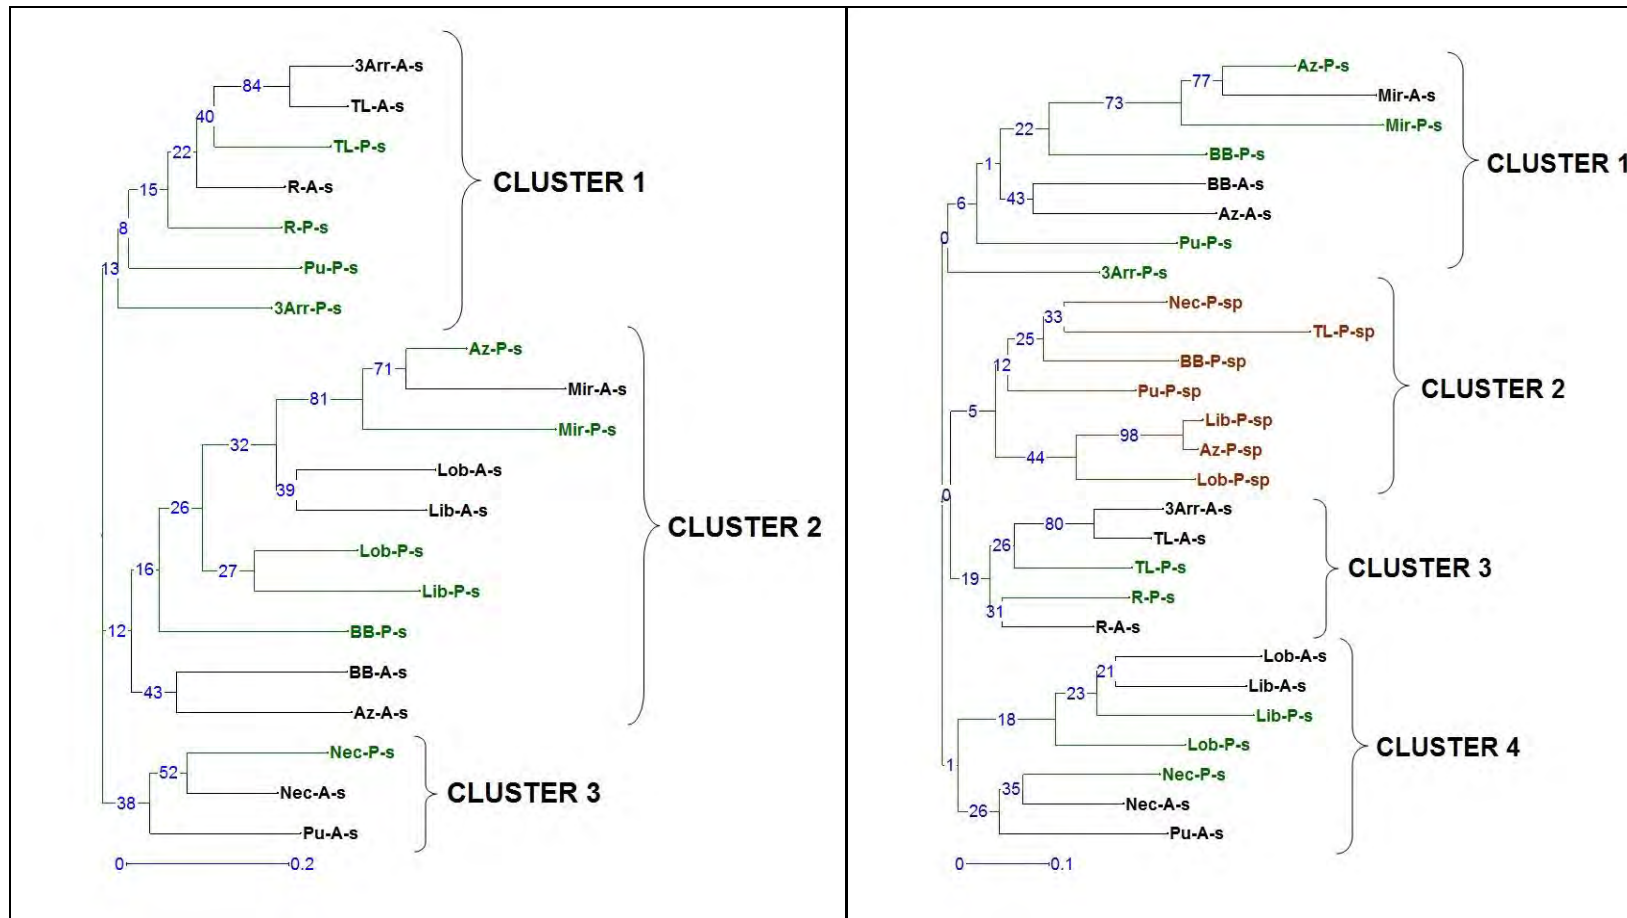 3Arr-A-s
84
TL-A-s
40
TL-P-s
22
R-A-s
CLUSTER 1
15
R-P-s
8
Pu-P-s
13
3Arr-P-s
Az-P-s
71
Mir-A-s
81
Mir-P-s
32
Lob-A-s
39
Lib-A-s
26
CLUSTER 2
Lob-P-s
27
Lib-P-s
16
BB-P-s
12
BB-A-s
43
Az-A-s
Nec-P-s
52
Nec-A-s
CLUSTER 3
38
Pu-A-s
0 0.2
Az-P-s
77
Mir-A-s
73
Mir-P-s
22
BB-P-s
1
CLUSTER 1
BB-A-s
43
Az-A-s
6
Pu-P-s
0
3Arr-P-s
Nec-P-sp
33
TL-P-sp
25
BB-P-sp
12
Pu-P-sp
CLUSTER 2
5
Lib-P-sp
98
Az-P-sp
44
Lob-P-sp
0
3Arr-A-s
80
TL-A-s
26
TL-P-s
CLUSTER 3
19
R-P-s
31
R-A-s
Lob-A-s
21
Lib-A-s
23
Lib-P-s
18
Lob-P-s
CLUSTER 4
1
Nec-P-s
35
Nec-A-s
26
Pu-A-s
0 0.1